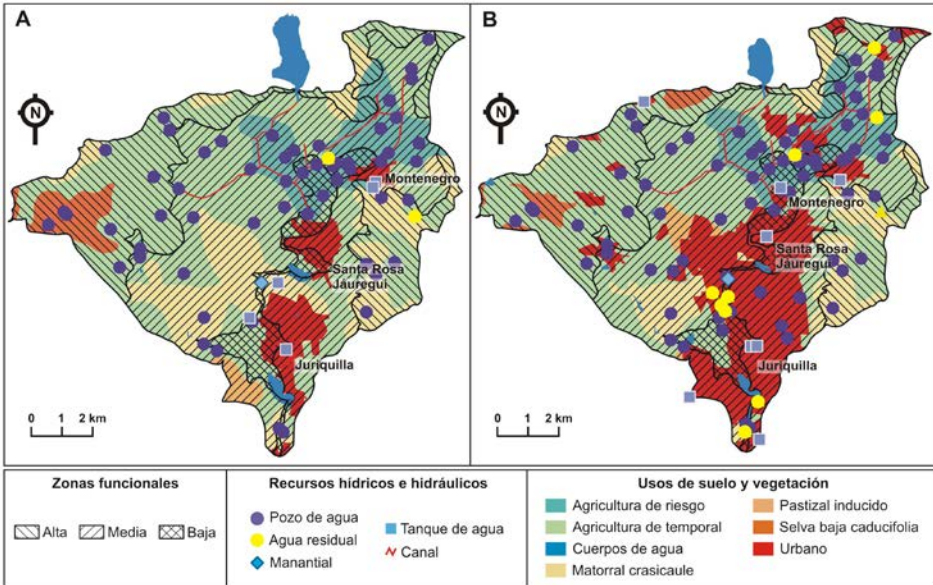 A
N
Montenegro
Santa Rosa
Jáuregui
Juriquilla
0 1 2 km
B
N
Montenegro
Santa Rosa
Jáuregui
Juriquilla
0 1 2 km
Zonas funcionales
Alta Media Baja
Recursos hídricos e hidráulicos
Pozo de agua
Agua residual
Manantial
Tanque de agua
Canal
Usos de suelo y vegetación
Agricultura de riesgo
Agricultura de temporal
Cuerpos de agua
Matorral crasicaule
Pastizal inducido
Selva baja caducifolia
Urbano